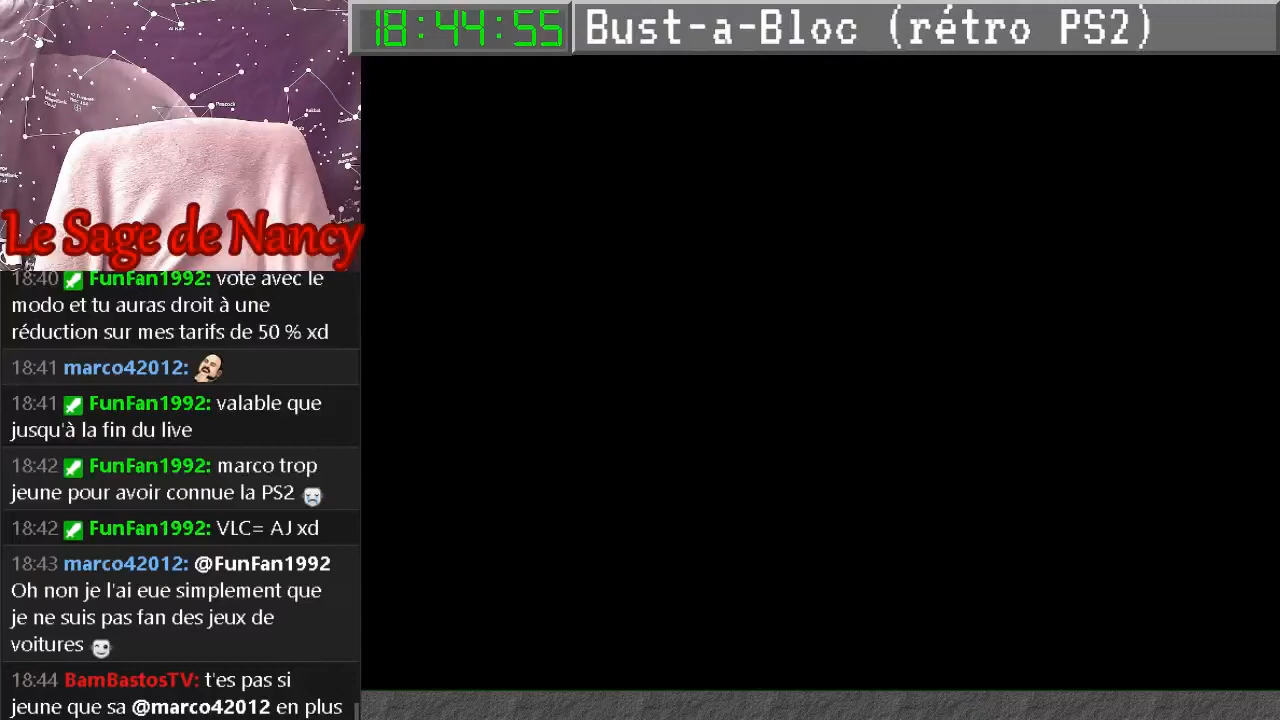 18:44:55
Bust-a-Bloc (rétro PS2)
Peacock
Le Sage de Nancy
18:40 FunFan1992: vote avec le
modo et tu auras droit à une
réduction sur mes tarifs de 50 % xd
18:41 marco42012:
18:41 FunFan1992: valable que
jusqu'à la fin du live
18:42 FunFan1992: marco trop
jeune pour avoir connue la PS2
18:42 FunFan1992: VLC= AJ xd
18:43 marco42012: @FunFan1992
Oh non je l'ai eue simplement que
je ne suis pas fan des jeux de
voitures
18:44 BamBastosTV: t'es pas si
jeune que sa @marco42012 en plus